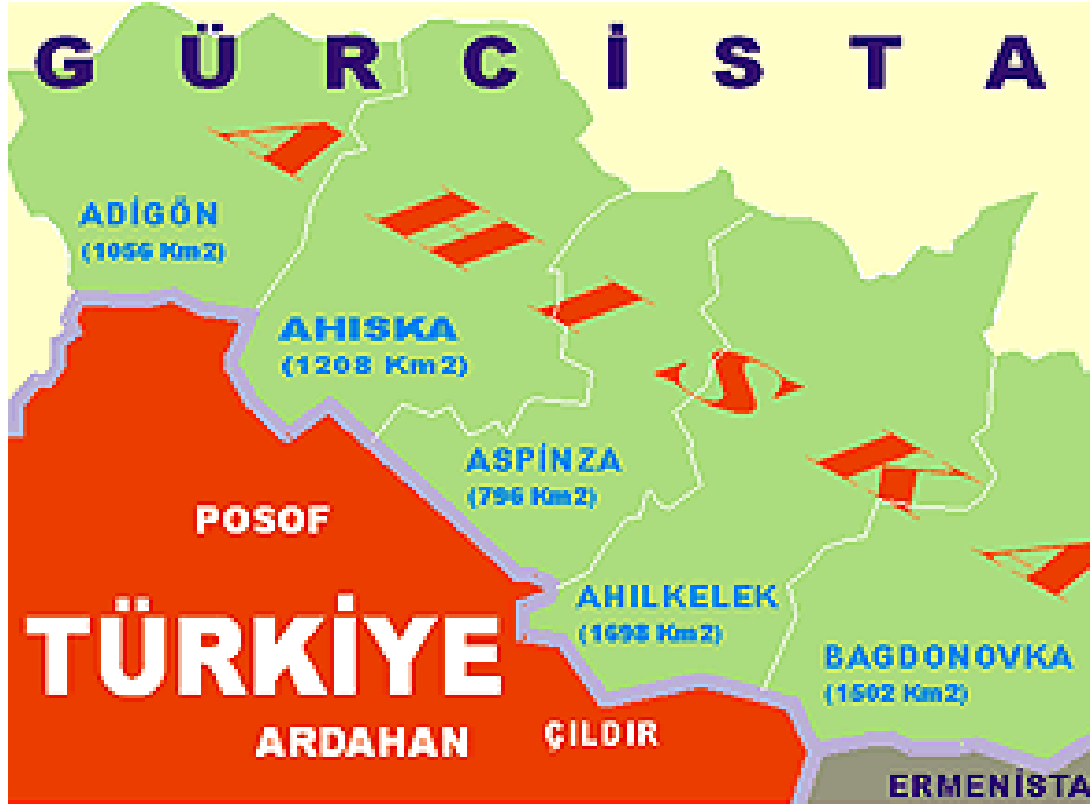 GÜRCİSTA
AHISKA
ADİGÖN
(1056 Km2)
AHISKA
(1208 Km2)
ASPİNZA
(796 Km2)
POSOF
AHILKELEK
(1698 Km2)
TÜRKİYE
BAGDONOVKA
(1502 Km2)
ARDAHAN
ÇILDIR
ERMENİSTA